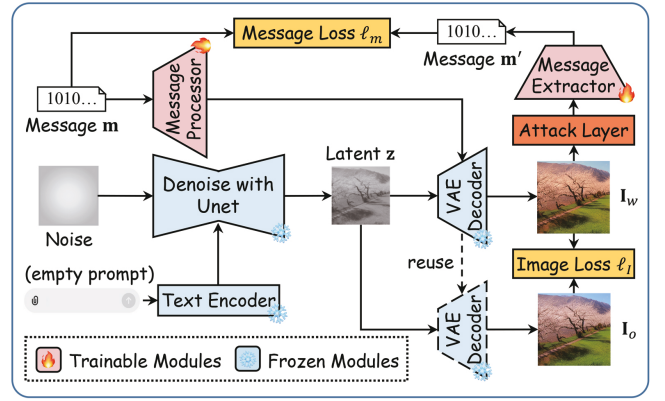 Message Loss ℓm
1010...
Message m′
1010...
Message m
Message
Processor
Message
Extractor
Attack Layer
Latent z
Denoise with
Unet
VAE
Decoder
Iw
Noise
reuse
Image Loss ℓI
(empty prompt)
Text Encoder
VAE
Decoder
Io
Trainable Modules
Frozen Modules